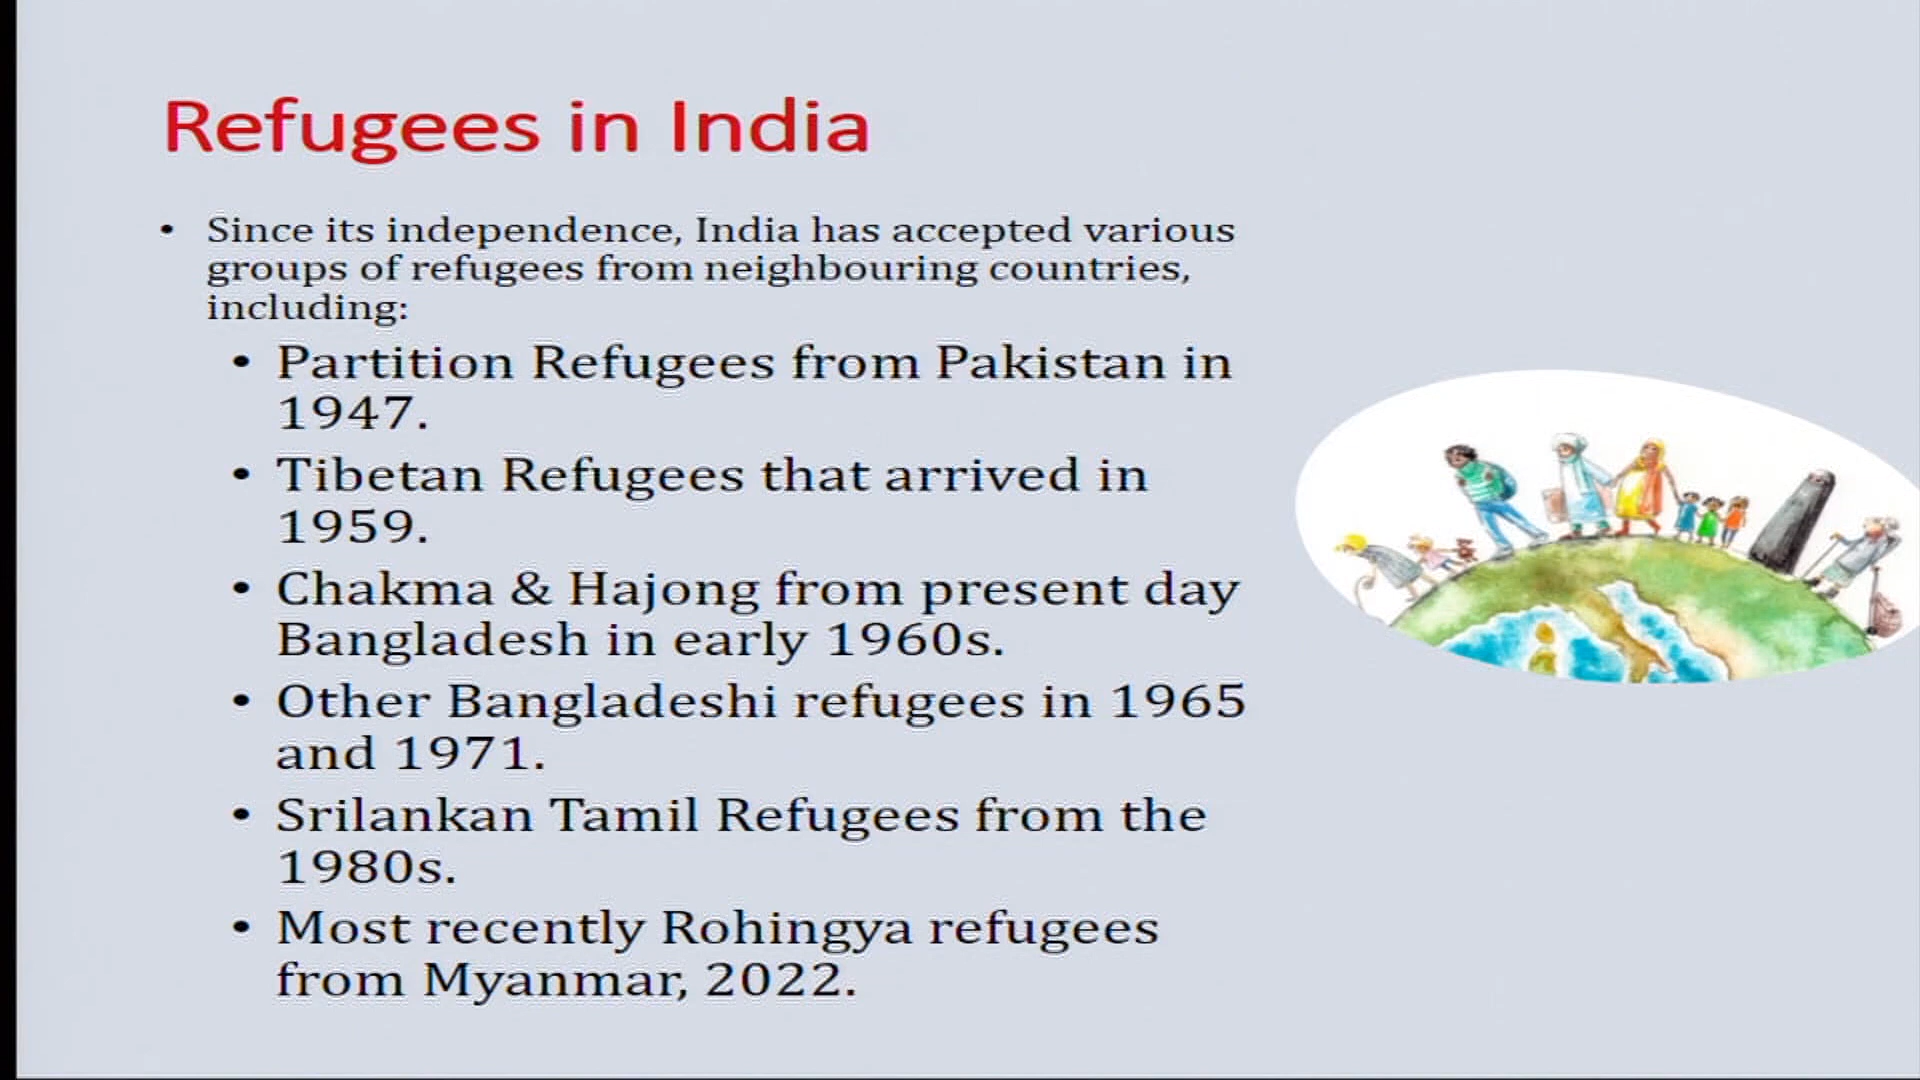 Refugees in India
• Since its independence, India has accepted various
groups of refugees from neighbouring countries,
including:
• Partition Refugees from Pakistan in
1947.
• Tibetan Refugees that arrived in
1959.
• Chakma & Hajong from present day
Bangladesh in early 1960s.
• Other Bangladeshi refugees in 1965
and 1971.
• Srilankan Tamil Refugees from the
1980s.
• Most recently Rohingya refugees
from Myanmar, 2022.